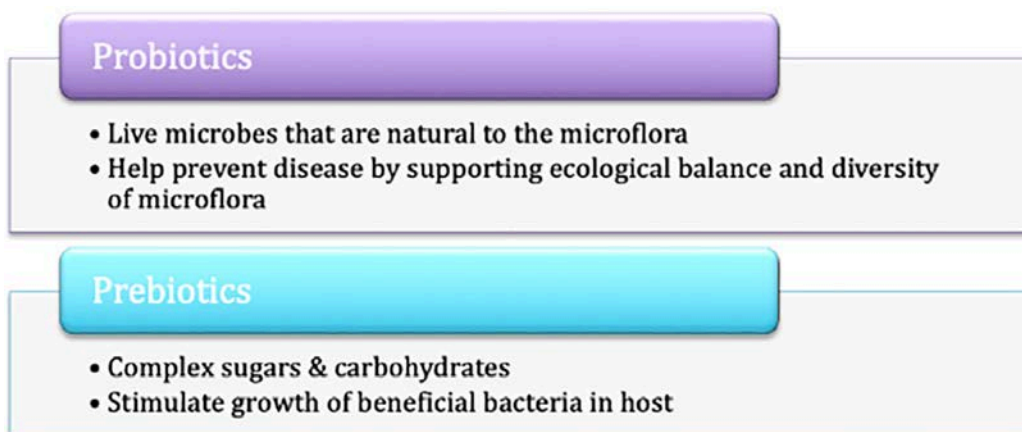 Probiotics
• Live microbes that are natural to the microflora
• Help prevent disease by supporting ecological balance and diversity
of microflora
Prebiotics
• Complex sugars & carbohydrates
• Stimulate growth of beneficial bacteria in host